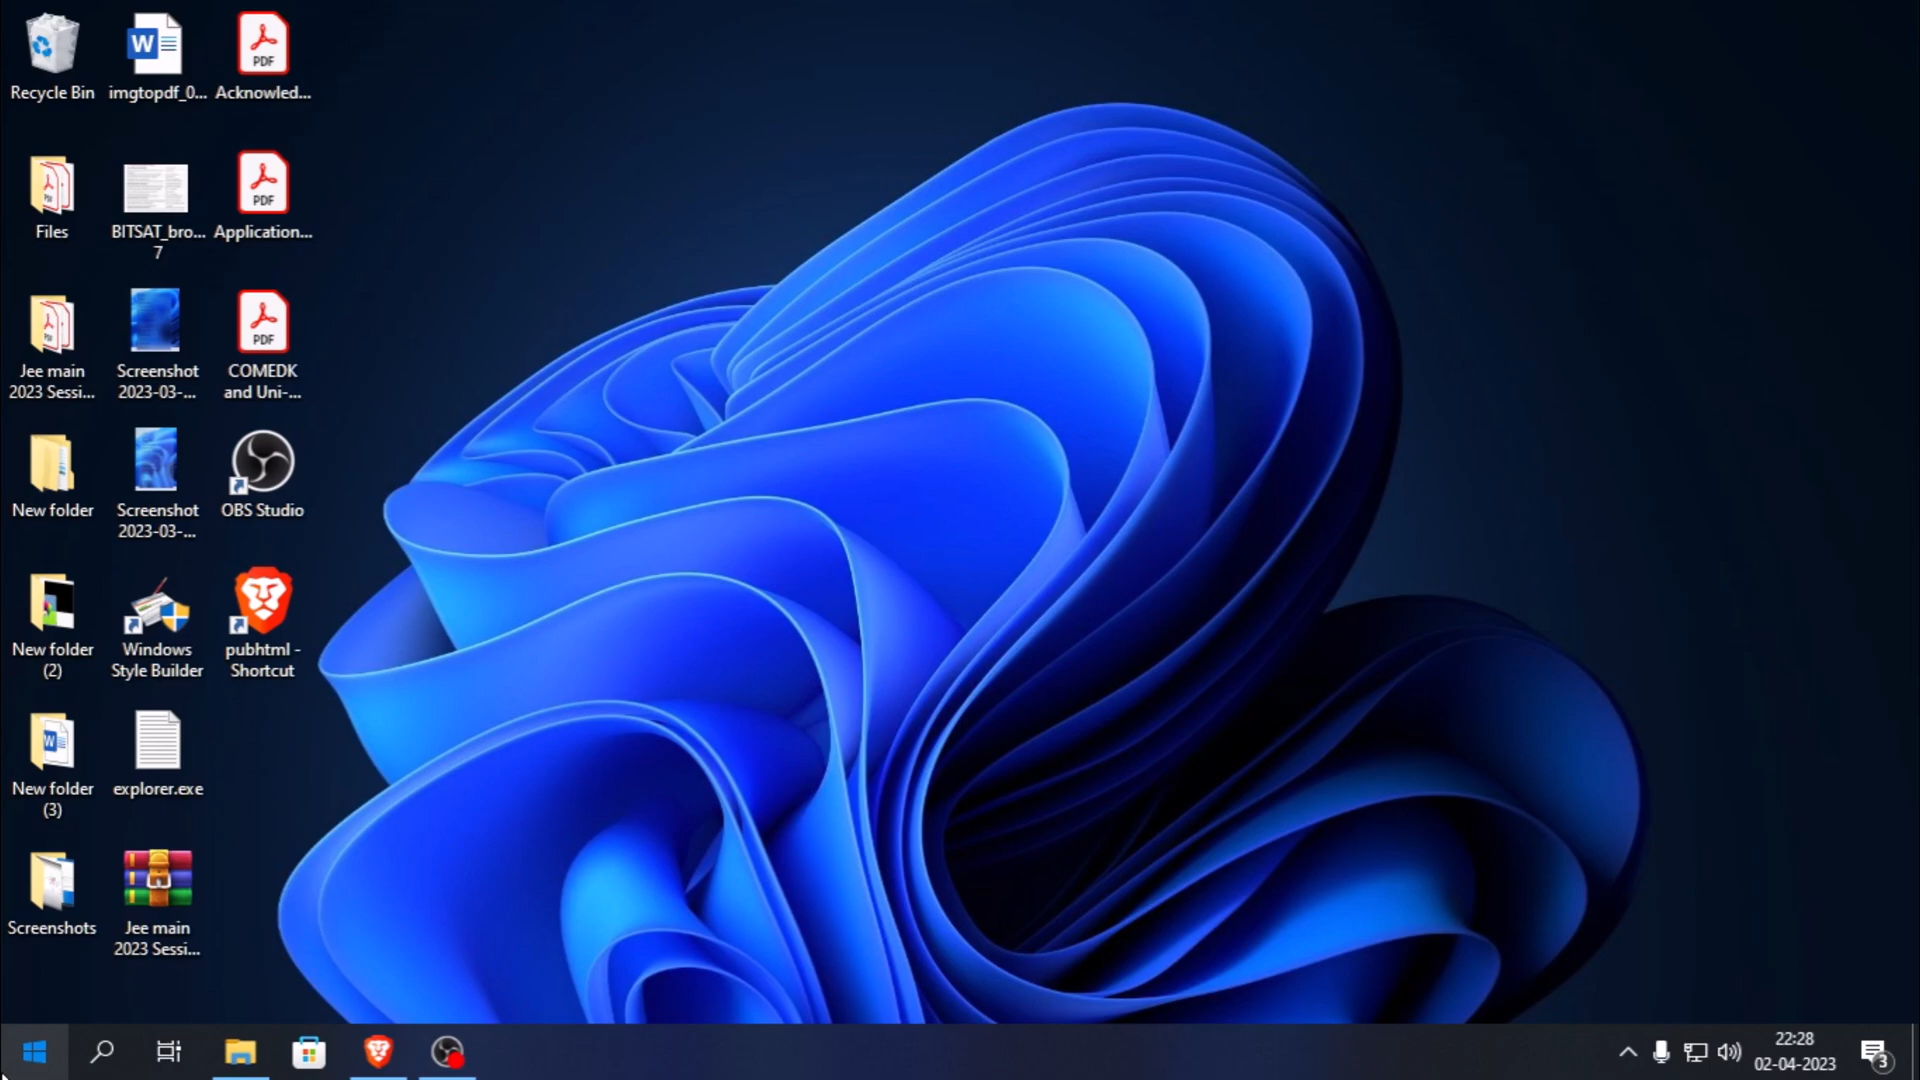 Recycle Bin
imgtopdf_0...
Acknowled...
Files
BITSAT_bro...
7
Application...
Jee main
2023 Sessi...
Screenshot
2023-03-...
COMEDK
and Uni-...
New folder
Screenshot
2023-03-...
OBS Studio
New folder
(2)
Windows
Style Builder
pubhtml -
Shortcut
New folder
(3)
explorer.exe
Screenshots
Jee main
2023 Sessi...
W
PDF
PDF
PDF
W
22:28
02-04-2023
3